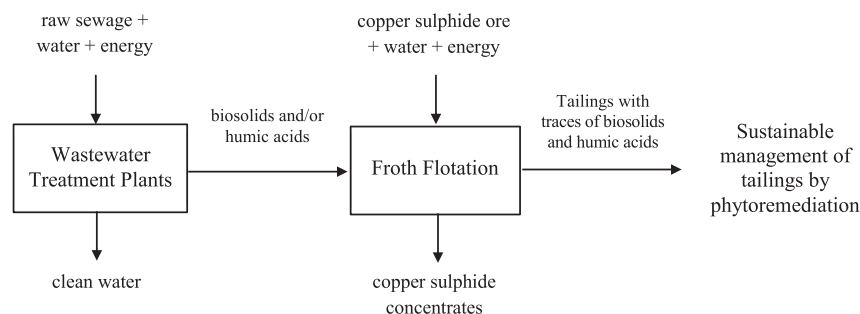 raw sewage +
water + energy
copper sulphide ore
+ water + energy
biosolids and/or
humic acids
Tailings with
traces of biosolids
and humic acids
Wastewater
Treatment Plants
Froth Flotation
Sustainable
management of
tailings by
phytoremediation
clean water
copper sulphide
concentrates